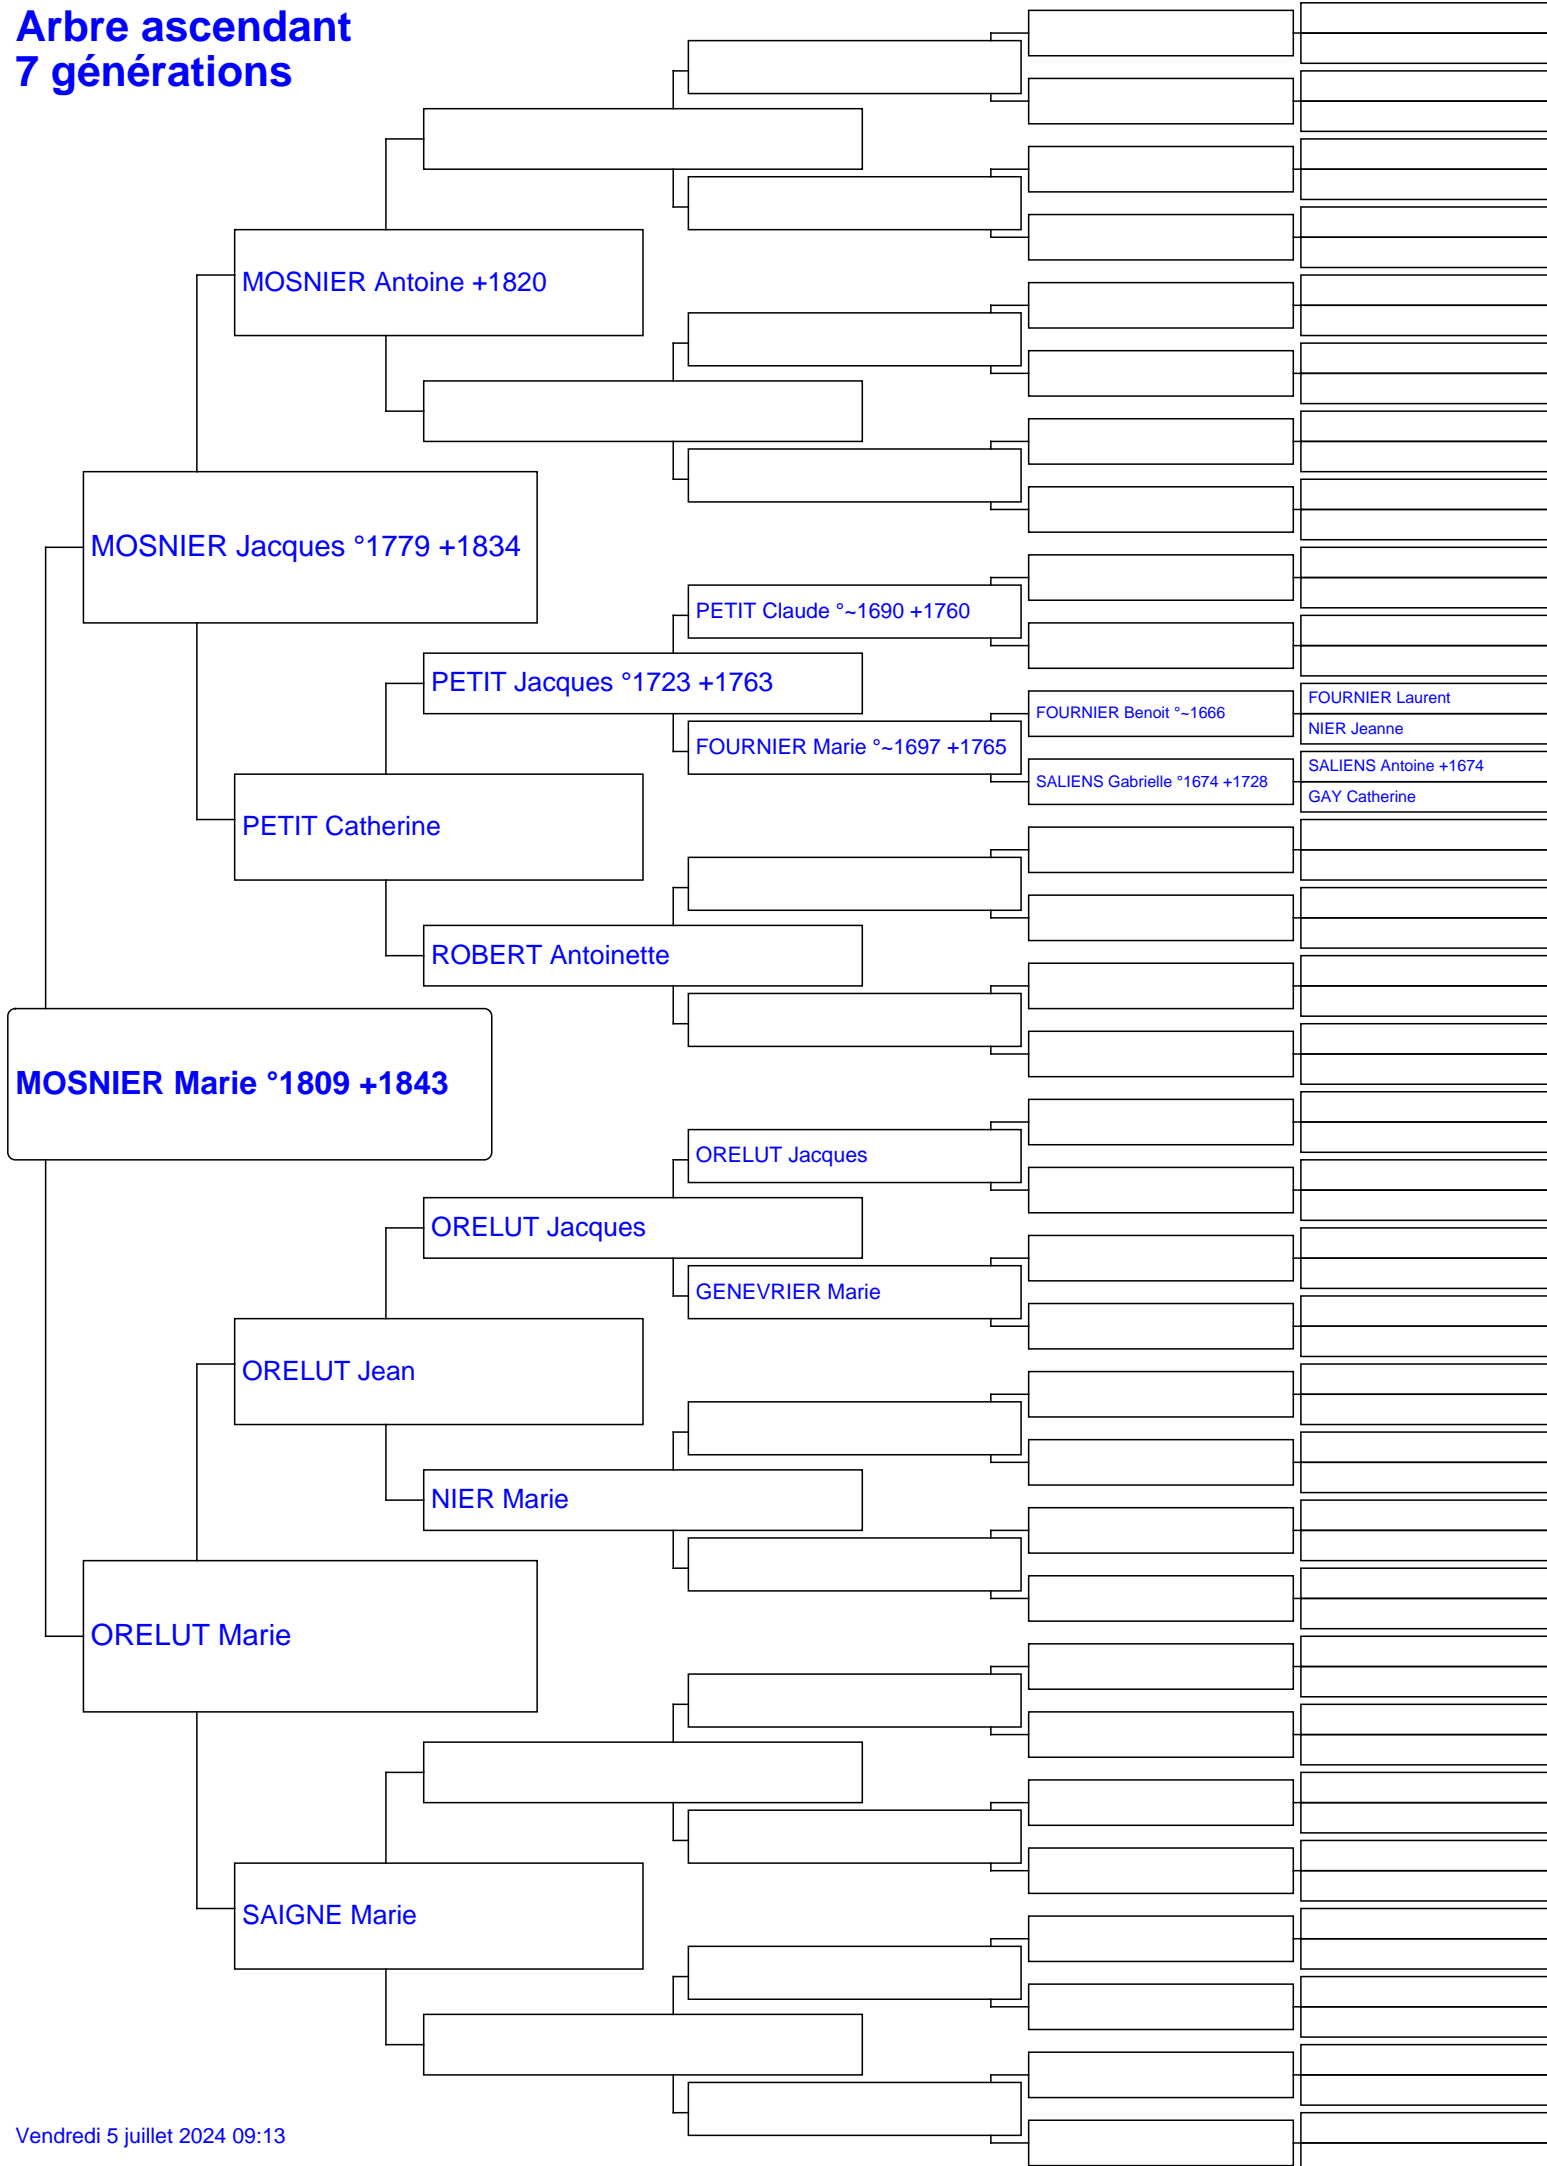 Arbre ascendant
7 générations
MOSNIER Antoine +1820
MOSNIER Jacques °1779 +1834
PETIT Claude °~1690 +1760
PETIT Jacques °1723 +1763
FOURNIER Laurent
FOURNIER Benoit °~1666
NIER Jeanne
FOURNIER Marie °~1697 +1765
SALIENS Antoine +1674
SALIENS Gabrielle °1674 +1728
GAY Catherine
PETIT Catherine
ROBERT Antoinette
MOSNIER Marie °1809 +1843
ORELUT Jacques
ORELUT Jacques
GENEVRIER Marie
ORELUT Jean
NIER Marie
ORELUT Marie
SAIGNE Marie
Vendredi 5 juillet 2024 09:13